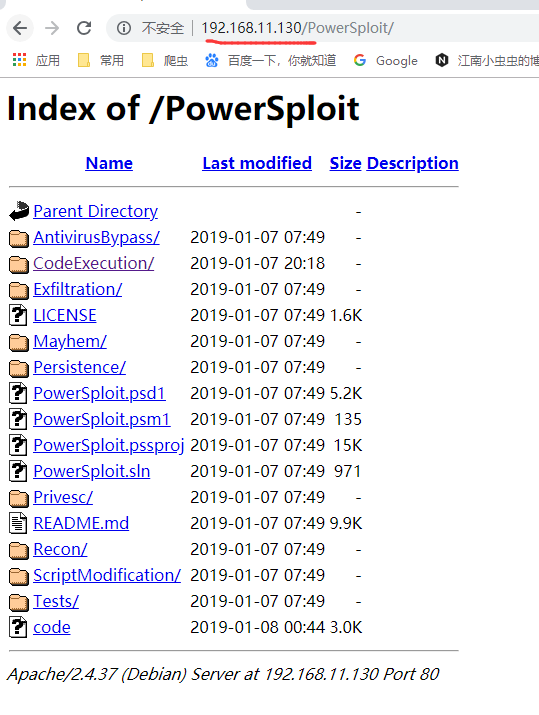 不安全 | 192.168.11.130/PowerSploit/
应用 常用 爬虫 百度一下，你就知道 G Google N 江南小虫虫的博
Index of /PowerSploit
Name Last modified Size Description
Parent Directory -
AntivirusBypass/ 2019-01-07 07:49 -
CodeExecution/ 2019-01-07 20:18 -
Exfiltration/ 2019-01-07 07:49 -
LICENSE 2019-01-07 07:49 1.6K
Mayhem/ 2019-01-07 07:49 -
Persistence/ 2019-01-07 07:49 -
PowerSploit.psd1 2019-01-07 07:49 5.2K
PowerSploit.psm1 2019-01-07 07:49 135
PowerSploit.pssproj 2019-01-07 07:49 15K
PowerSploit.sln 2019-01-07 07:49 971
Privesc/ 2019-01-07 07:49 -
README.md 2019-01-07 07:49 9.9K
Recon/ 2019-01-07 07:49 -
ScriptModification/ 2019-01-07 07:49 -
Tests/ 2019-01-07 07:49 -
code 2019-01-08 00:44 3.0K
Apache/2.4.37 (Debian) Server at 192.168.11.130 Port 80